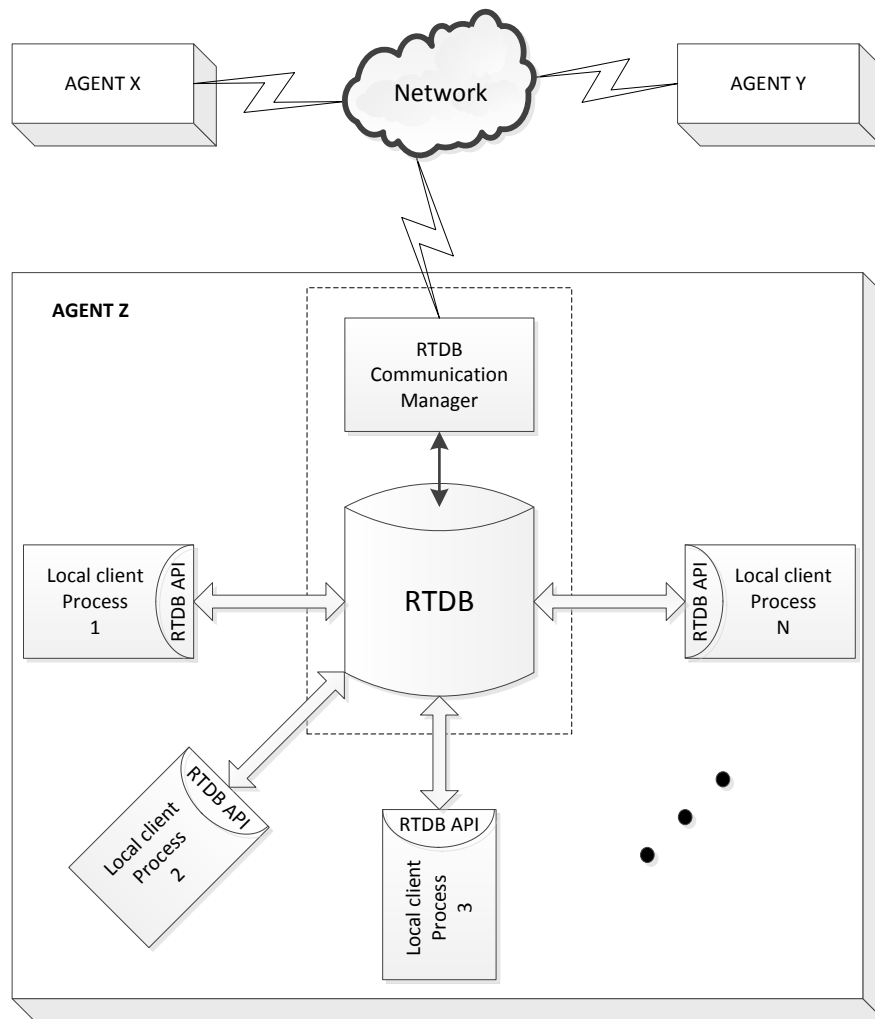 AGENT X
Network
AGENT Y
AGENT Z
RTDB
Communication
Manager
Local client
Process
1
RTDB API
RTDB
RTDB API
Local client
Process
N
RTDB API
Local client
Process
2
RTDB API
Local client
Process
3